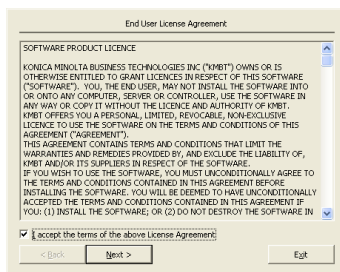 End User License Agreement
SOFTWARE PRODUCT LICENCE
KONICA MINOLTA BUSINESS TECHNOLOGIES INC ("KMBT") OWNS OR IS
OTHERWISE ENTITLED TO GRANT LICENCES IN RESPECT OF THIS SOFTWARE
("SOFTWARE"). YOU, THE END USER, MAY NOT INSTALL THE SOFTWARE INTO
OR ONTO ANY COMPUTER, SERVER OR CONTROLLER, USE THE SOFTWARE IN
ANY WAY OR COPY IT WITHOUT THE LICENCE AND AUTHORITY OF KMBT.
KMBT OFFERS YOU A PERSONAL, LIMITED, REVOCABLE, NON-EXCLUSIVE
LICENCE TO USE THE SOFTWARE ON THE TERMS AND CONDITIONS OF THIS
AGREEMENT ("AGREEMENT").
THIS AGREEMENT CONTAINS TERMS AND CONDITIONS THAT LIMIT THE
WARRANTIES AND REMEDIES PROVIDED BY, AND EXCLUDE THE LIABILITY OF,
KMBT AND/OR ITS SUPPLIERS IN RESPECT OF THE SOFTWARE.
IF YOU WISH TO USE THE SOFTWARE, YOU MUST UNCONDITIONALLY AGREE TO
THE TERMS AND CONDITIONS CONTAINED IN THIS AGREEMENT BEFORE
INSTALLING THE SOFTWARE. YOU WILL BE DEEMED TO HAVE UNCONDITIONALLY
ACCEPTED THE TERMS AND CONDITIONS CONTAINED IN THIS AGREEMENT IF
YOU: (1) INSTALL THE SOFTWARE; OR (2) DO NOT DESTROY THE SOFTWARE IN
I accept the terms of the above License Agreement
< Back Next > Exit